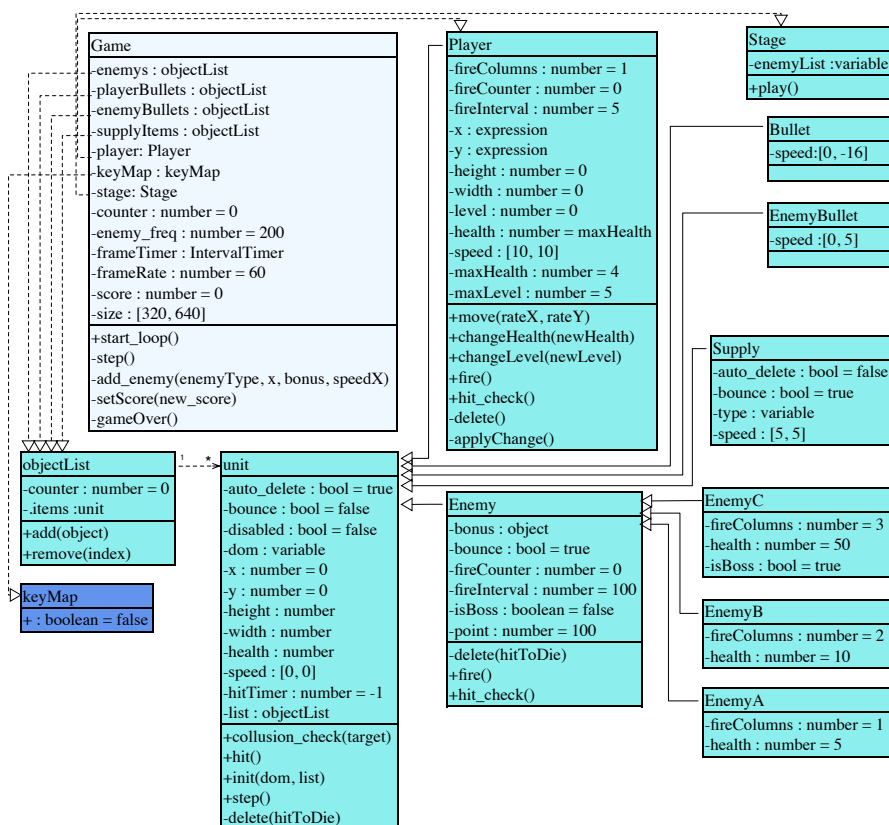 Game
-enemys : objectList
-playerBullets : objectList
-enemyBullets : objectList
-supplyItems : objectList
-player: Player
-keyMap : keyMap
-stage: Stage
-counter : number = 0
-enemy_freq : number = 200
-frameTimer : IntervalTimer
-frameRate : number = 60
-score : number = 0
-size : [320, 640]
+start_loop()
-step()
-add_enemy(enemyType, x, bonus, speedX)
-setScore(new_score)
-gameOver()
Player
-fireColumns : number = 1
-fireCounter : number = 0
-fireInterval : number = 5
-x : expression
-y : expression
-height : number = 0
-width : number = 0
-level : number = 0
-health : number = maxHealth
-speed : [10, 10]
-maxHealth : number = 4
-maxLevel : number = 5
+move(rateX, rateY)
+changeHealth(newHealth)
+changeLevel(newLevel)
+fire()
+hit_check()
-delete()
-applyChange()
Stage
-enemyList :variable
+play()
Bullet
-speed:[0, -16]
EnemyBullet
-speed :[0, 5]
Supply
-auto_delete : bool = false
-bounce : bool = true
-type : variable
-speed : [5, 5]
objectList
-counter : number = 0
-.items :unit
+add(object)
+remove(index)
1
*
keyMap
+ : boolean = false
unit
-auto_delete : bool = true
-bounce : bool = false
-disabled : bool = false
-dom : variable
-x : number = 0
-y : number = 0
-height : number
-width : number
-health : number
-speed : [0, 0]
-hitTimer : number = -1
-list : objectList
+collusion_check(target)
+hit()
+init(dom, list)
+step()
-delete(hitToDie)
Enemy
-bonus : object
-bounce : bool = true
-fireCounter : number = 0
-fireInterval : number = 100
-isBoss : boolean = false
-point : number = 100
-delete(hitToDie)
+fire()
+hit_check()
EnemyC
-fireColumns : number = 3
-health : number = 50
-isBoss : bool = true
EnemyB
-fireColumns : number = 2
-health : number = 10
EnemyA
-fireColumns : number = 1
-health : number = 5